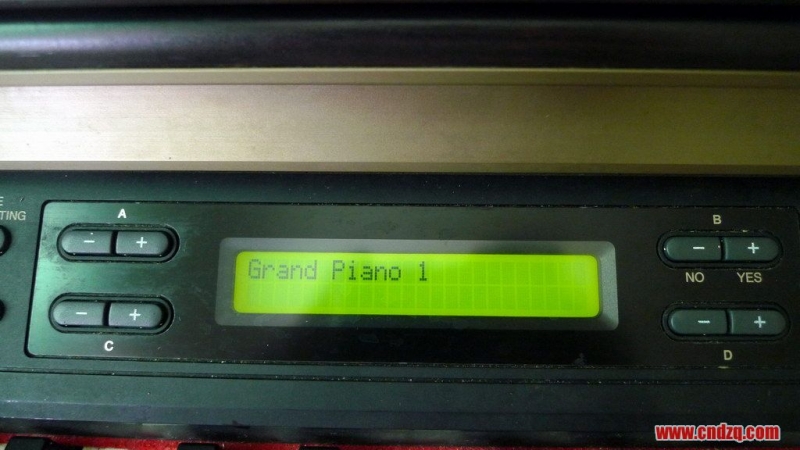 E
TING
A
− +
− +
C
Grand Piano 1
B
− +
NO YES
− +
D
www.cndzq.com